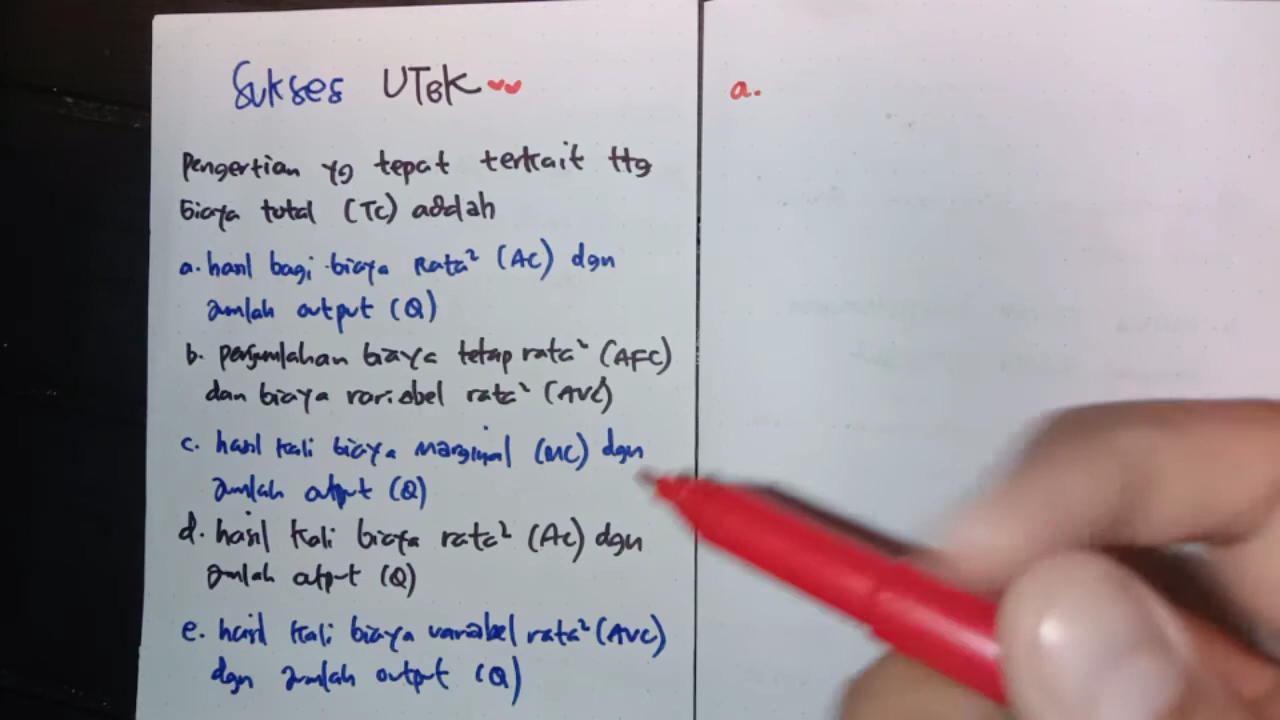 Sukses UTBK
Pengertian yg tepat terkait ttg
biaya total (TC) adalah
a. hasil bagi biaya rata² (AC) dgn
jumlah output (Q)
b. penjumlahan biaya tetap rata² (AFC)
dan biaya variabel rata² (AVC)
c. hasil kali biaya marginal (MC) dgn
jumlah output (Q)
d. hasil kali biaya rata² (AC) dgn
jumlah output (Q)
e. hasil kali biaya variabel rata² (AVC)
dgn jumlah output (Q)
a.